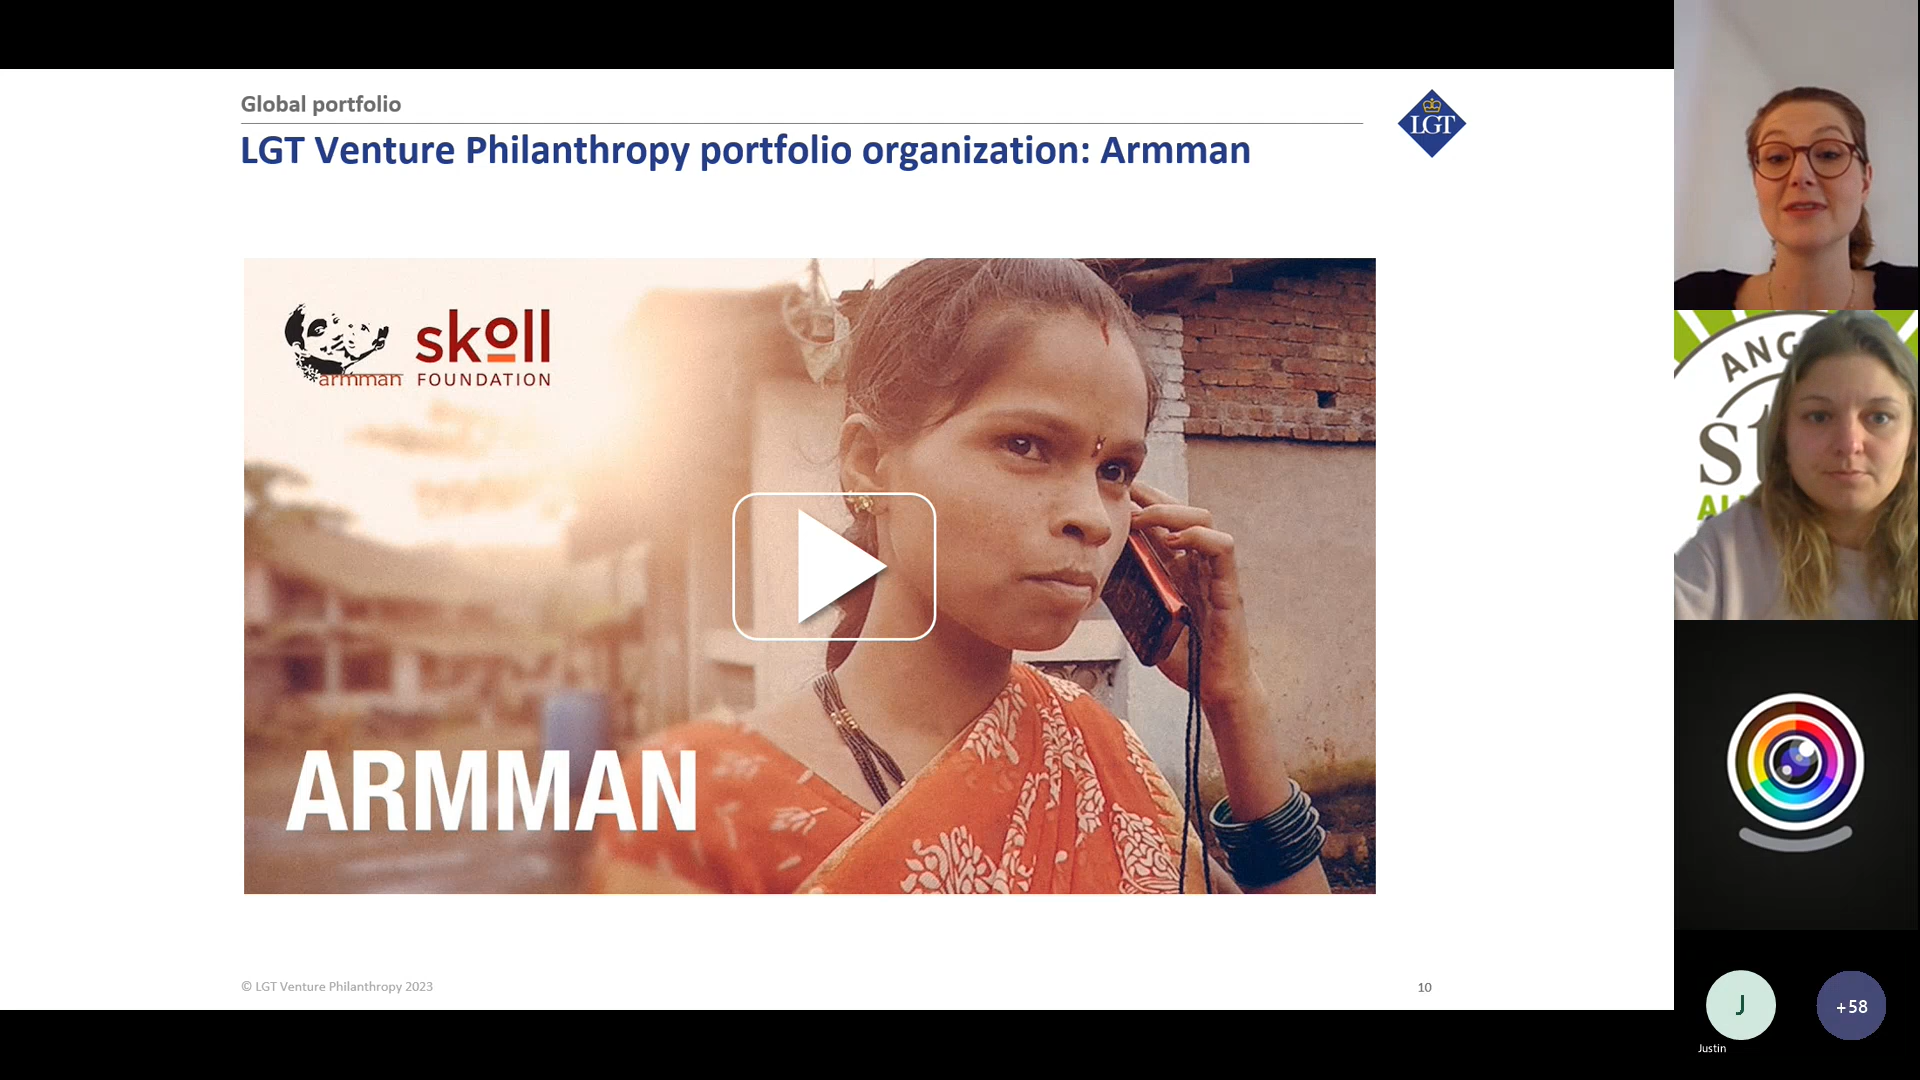 Global portfolio
LGT Venture Philanthropy portfolio organization: Armman
LGT
armman
skoll
FOUNDATION
ARMMAN
© LGT Venture Philanthropy 2023
10
J
Justin
+58